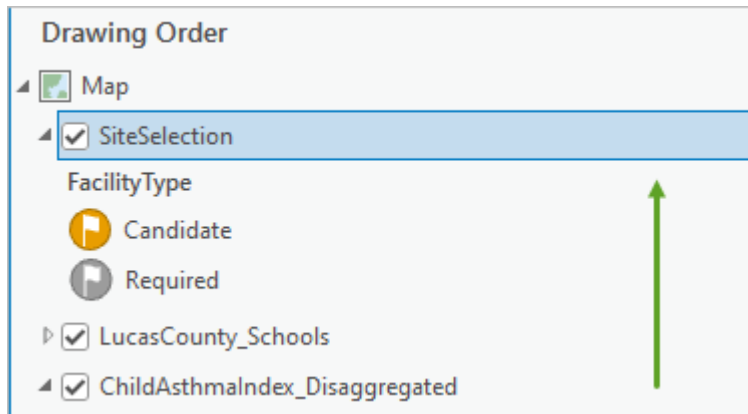 Drawing Order
Map
SiteSelection
FacilityType
Candidate
Required
LucasCounty_Schools
ChildAsthmaIndex_Disaggregated